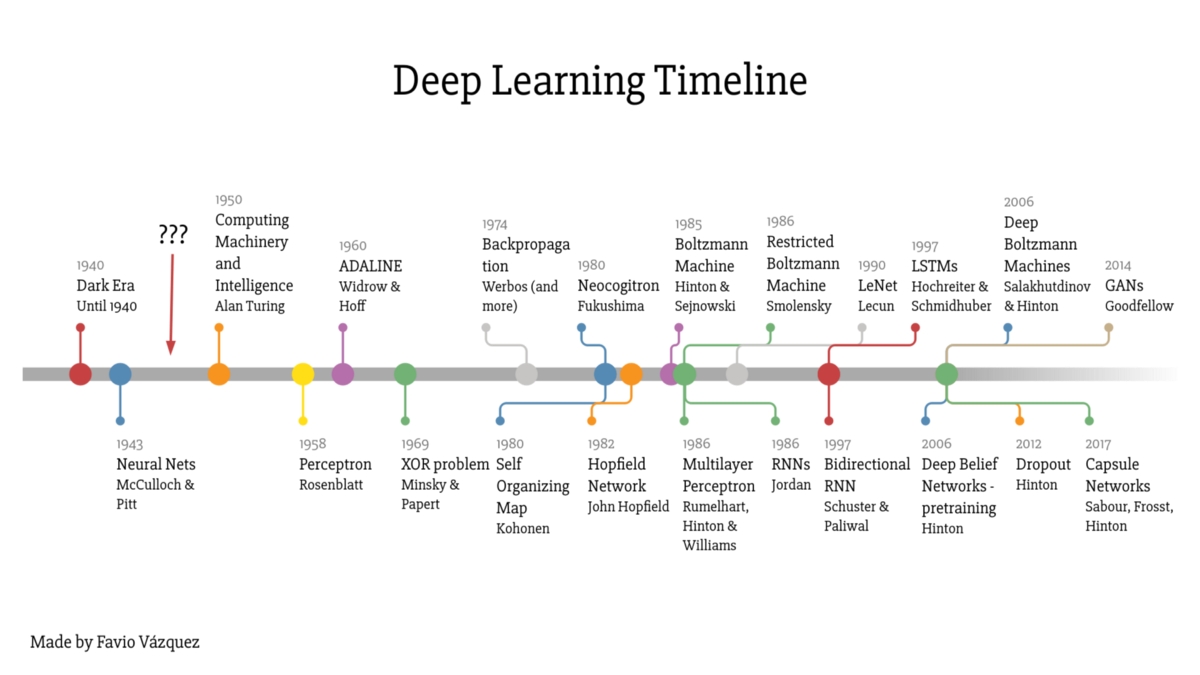 Deep Learning Timeline
1940
Dark Era
Until 1940
???
1950
Computing
Machinery
and
Intelligence
Alan Turing
1960
ADALINE
Widrow &
Hoff
1974
Backpropaga
tion
Werbos (and
more)
1980
Neocogitron
Fukushima
1985
Boltzmann
Machine
Hinton &
Sejnowski
1986
Restricted
Boltzmann
Machine
Smolensky
1990
LeNet
Lecun
1997
LSTMs
Hochreiter &
Schmidhuber
2006
Deep
Boltzmann
Machines
Salakhutdinov
& Hinton
2014
GANs
Goodfellow
1943
Neural Nets
McCulloch &
Pitt
1958
Perceptron
Rosenblatt
1969
XOR problem
Minsky &
Papert
1980
Self
Organizing
Map
Kohonen
1982
Hopfield
Network
John Hopfield
1986
Multilayer
Perceptron
Rumelhart,
Hinton &
Williams
1986
RNNs
Jordan
1997
Bidirectional
RNN
Schuster &
Paliwal
2006
Deep Belief
Networks -
pretraining
Hinton
2012
Dropout
Hinton
2017
Capsule
Networks
Sabour, Frosst,
Hinton
Made by Favio Vázquez